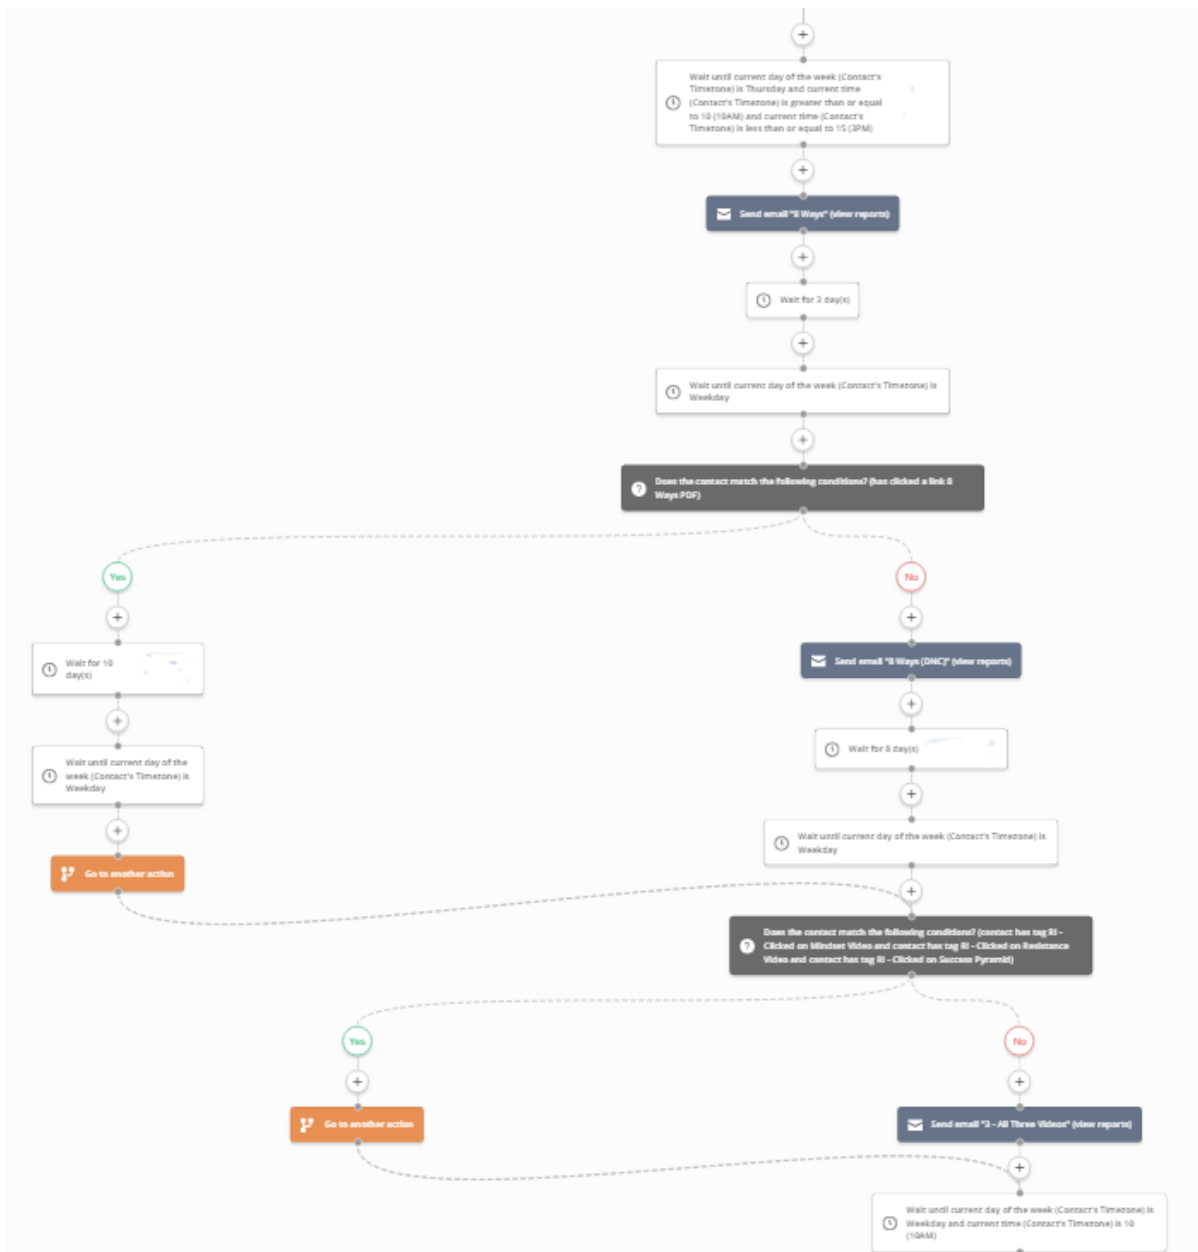 Wait until current day of the week (Contact's
Timezone) is Thursday and current time
(Contact's Timezone) is greater than or equal
to 10 (10AM) and current time (Contact's
Timezone) is less than or equal to 15 (3PM)
Send email "8 Ways" (view reports)
Wait for 3 day(s)
Wait until current day of the week (Contact's Timezone) is
Weekday
Does the contact match the following conditions? (has clicked a link 8
Ways PDF)
Yes
No
Wait for 10
day(s)
Send email "8 Ways (DNC)" (view reports)
Wait for 8 day(s)
Wait until current day of the
week (Contact's Timezone) is
Weekday
Wait until current day of the week (Contact's Timezone) is
Weekday
Go to another action
Does the contact match the following conditions? (contact has tag RI -
Clicked on Mindset Video and contact has tag RI - Clicked on Resistance
Video and contact has tag RI - Clicked on Success Pyramid)
Yes
No
Go to another action
Send email "3 - All Three Videos" (view reports)
Wait until current day of the week (Contact's Timezone) is
Weekday and current time (Contact's Timezone) is 10
(10AM)